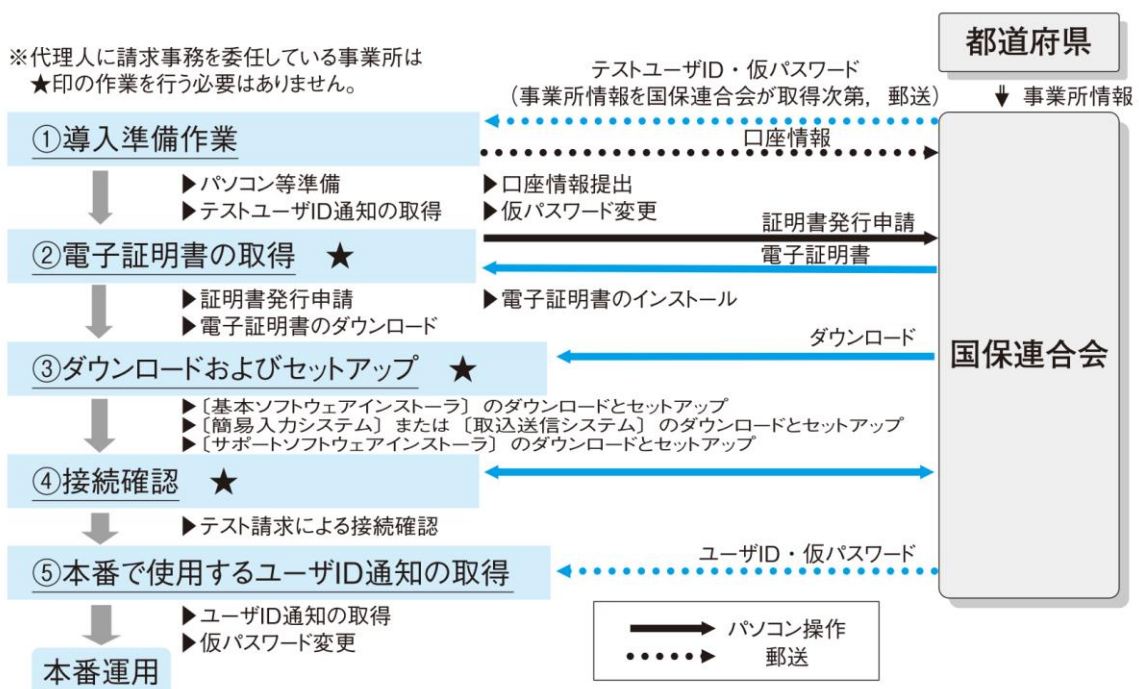 ※代理人に請求事務を委任している事業所は
★印の作業を行う必要はありません。
都道府県
事業所情報
テストユーザID・仮パスワード
(事業所情報を国保連合会が取得次第，郵送)
①導入準備作業
口座情報
▶パソコン等準備
▶口座情報提出
▶テストユーザID通知の取得
▶仮パスワード変更
証明書発行申請
②電子証明書の取得 ★
電子証明書
▶証明書発行申請
▶電子証明書のインストール
▶電子証明書のダウンロード
ダウンロード
国保連合会
③ダウンロードおよびセットアップ ★
▶〔基本ソフトウェアインストーラ〕のダウンロードとセットアップ
▶〔簡易入力システム〕または〔取込送信システム〕のダウンロードとセットアップ
▶〔サポートソフトウェアインストーラ〕のダウンロードとセットアップ
④接続確認 ★
▶テスト請求による接続確認
ユーザID・仮パスワード
⑤本番で使用するユーザID通知の取得
▶ユーザID通知の取得
▶仮パスワード変更
パソコン操作
郵送
本番運用